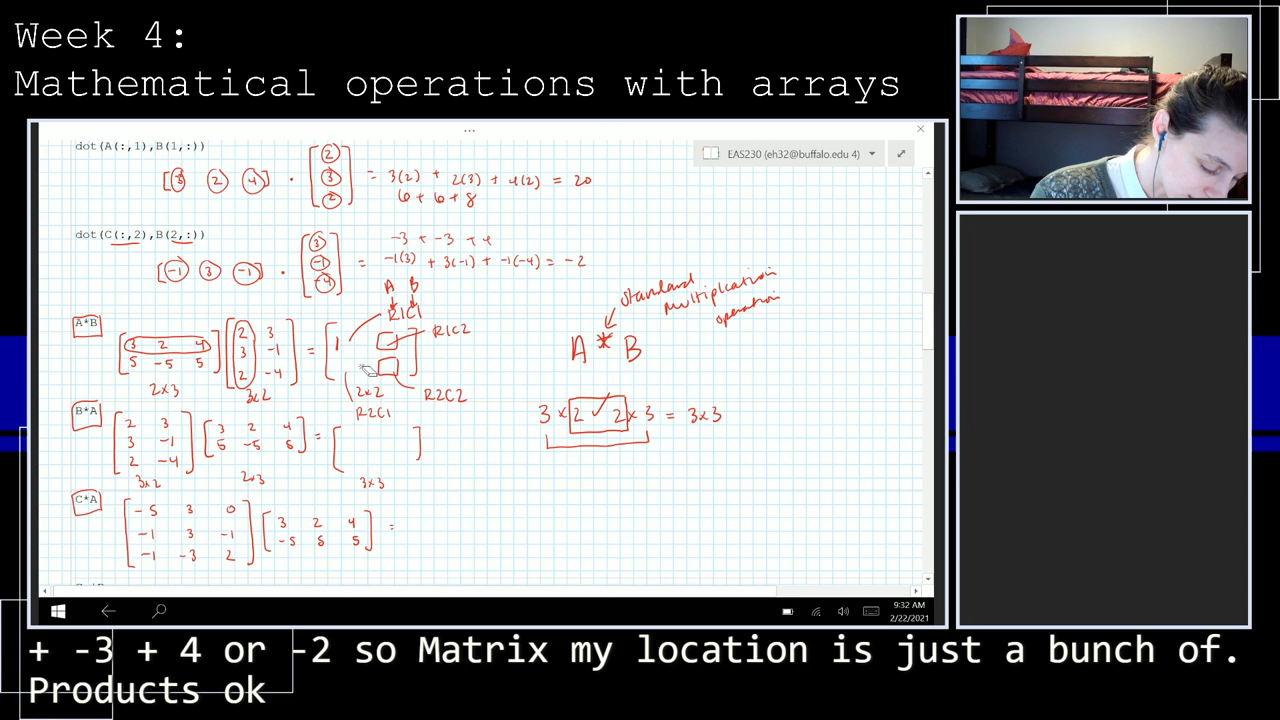 Week 4:
Mathematical operations with arrays
EAS230 (eh32@buffalo.edu 4)
dot(A(:,1),B(1,:))
[3 2 4] · [2 3 2] = 3(2) + 2(3) + 4(2) = 20
6 + 6 + 8
dot(C(:,2),B(2,:))
-3 + -3 + 4
[-1 3 -1] · [3 -1 -4] = -1(3) + 3(-1) + -1(-4) = -2
A B
R1C1
standard
multiplication
operation
A * B
A*B
[3 2 4
5 -5 5]
[2 3
3 -1
2 -4] = [1 ]
R1C2
2x3
3x2
2x2
R2C2
R2C1
3 x 2 ✓ 2 x 3 = 3x3
B*A
[2 3
3 -1
2 -4]
[3 2 4
5 -5 5] = [ ]
3x2
2x3
3x3
C*A
[-5 3 0
-1 3 -1
-1 -3 2]
[3 2 4
-5 5 5] =
9:32 AM
2/22/2021
+ -3 + 4 or -2 so Matrix my location is just a bunch of.
Products ok